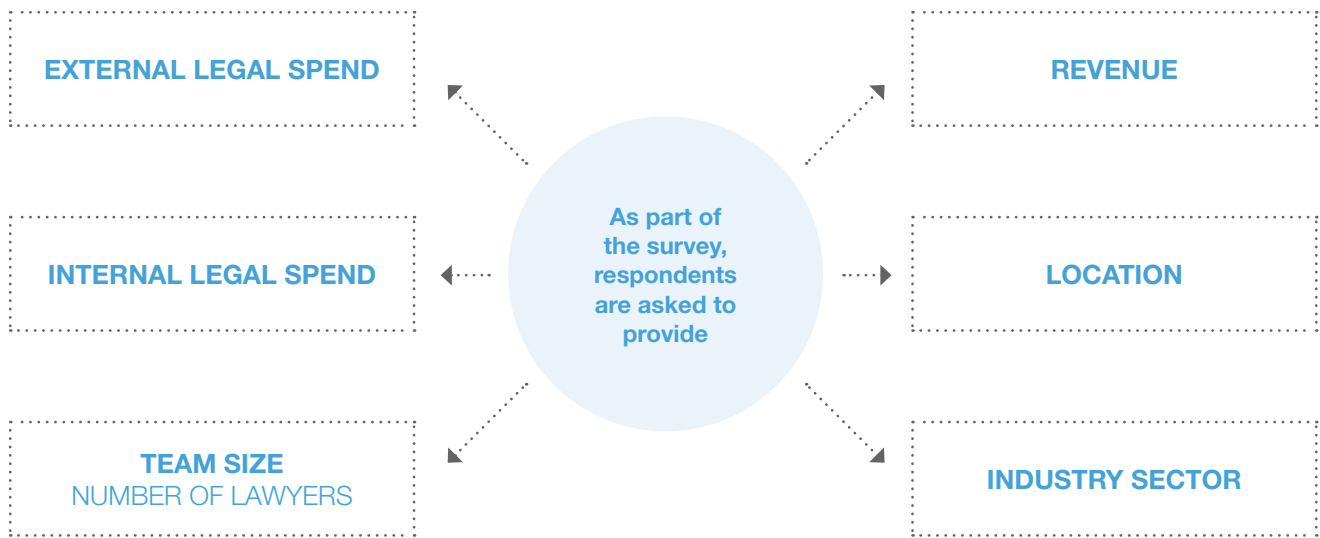 EXTERNAL LEGAL SPEND
REVENUE
As part of
the survey,
respondents
are asked to
provide
INTERNAL LEGAL SPEND
LOCATION
TEAM SIZE
NUMBER OF LAWYERS
INDUSTRY SECTOR